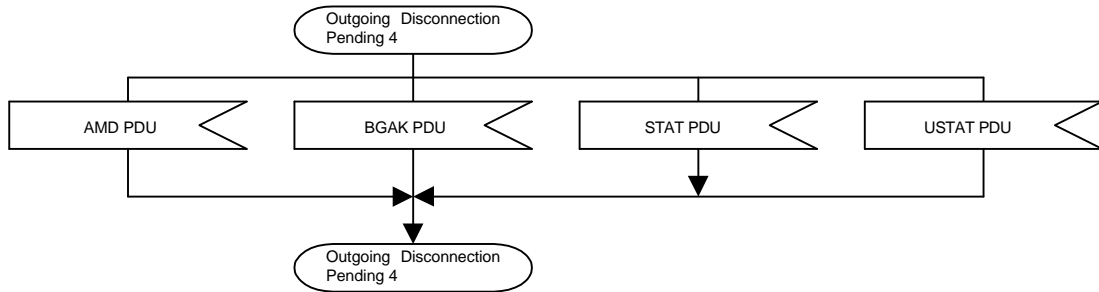 Outgoing Disconnection
Pending 4
AMD PDU
BGAK PDU
STAT PDU
USTAT PDU
Outgoing Disconnection
Pending 4